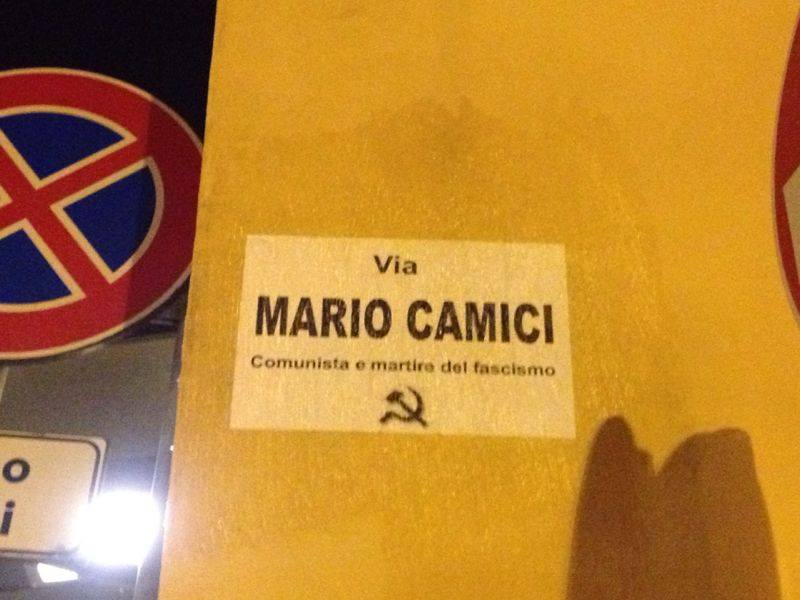 Via
MARIO CAMICI
Comunista e martire del fascismo
o
i